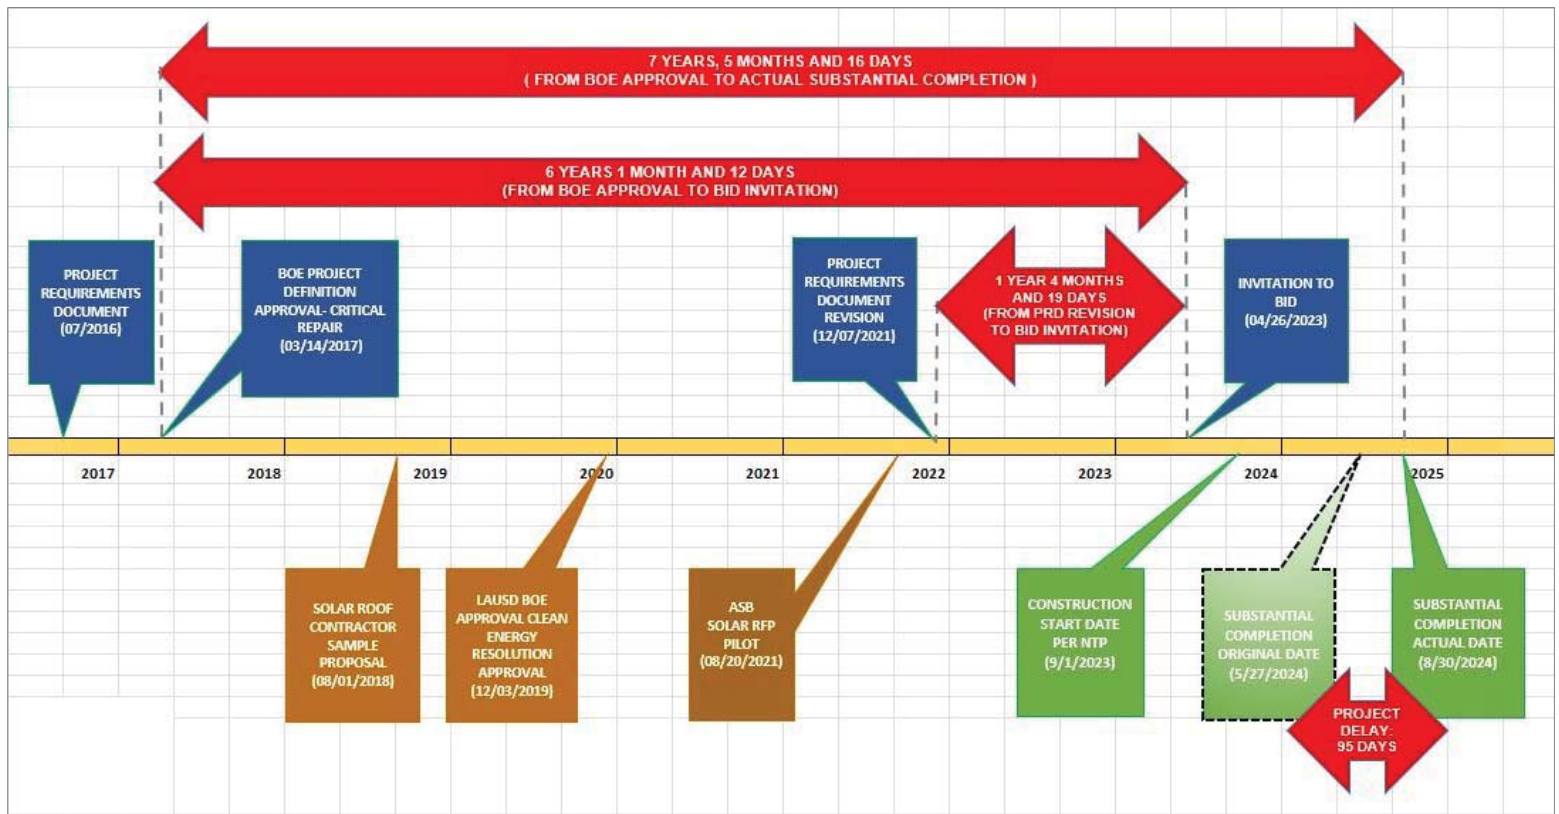 7 YEARS, 5 MONTHS AND 16 DAYS
( FROM BOE APPROVAL TO ACTUAL SUBSTANTIAL COMPLETION )
6 YEARS 1 MONTH AND 12 DAYS
(FROM BOE APPROVAL TO BID INVITATION)
PROJECT
REQUIREMENTS
DOCUMENT
(07/2016)
BOE PROJECT
DEFINITION
APPROVAL- CRITICAL
REPAIR
(03/14/2017)
PROJECT
REQUIREMENTS
DOCUMENT
REVISION
(12/07/2021)
1 YEAR 4 MONTHS
AND 19 DAYS
(FROM PRD REVISION
TO BID INVITATION)
INVITATION TO
BID
(04/26/2023)
2017
2018
2019
2020
2021
2022
2023
2024
2025
SOLAR ROOF
CONTRACTOR
SAMPLE
PROPOSAL
(08/01/2018)
LAUSD BOE
APPROVAL CLEAN
ENERGY
RESOLUTION
APPROVAL
(12/03/2019)
ASB
SOLAR RFP
PILOT
(08/20/2021)
CONSTRUCTION
START DATE
PER NTP
(9/1/2023)
SUBSTANTIAL
COMPLETION
ORIGINAL DATE
(5/27/2024)
SUBSTANTIAL
COMPLETION
ACTUAL DATE
(8/30/2024)
PROJECT
DELAY:
95 DAYS